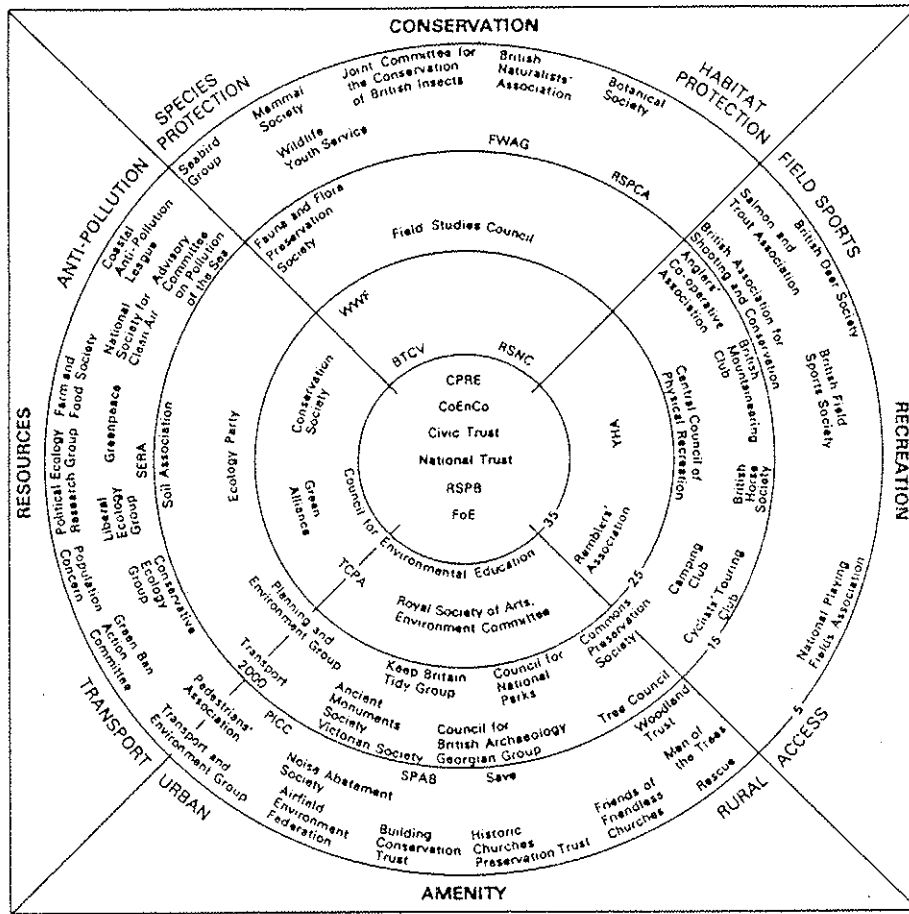 CONSERVATION
SPECIES
PROTECTION
HABITAT
PROTECTION
Seabird
Group
Mammal
Society
Wildlife
Youth Service
Joint Committee for
the Conservation
of British Insects
British
Naturalists'
Association
Botanical
Society
FWAG
RSPCA
Fauna and Flora
Preservation
Society
Field Studies Council
WWF
BTCV
RSNC
FIELD SPORTS
RECREATION
ACCESS
Salmon and
Trout Association
British Deer Society
British Association for
Shooting and Conservation
Anglers'
Co-operative
Association
British
Mountaineering
Club
British Field
Sports Society
Central Council of
Physical Recreation
YHA
British
Horse
Society
Ramblers'
Association
Camping
Club
Cyclists' Touring
Club
National Playing
Fields Association
35
25
15
5
CPRE
CoEnCo
Civic Trust
National Trust
RSPB
FoE
Council for Environmental Education
ANTI-POLLUTION
RESOURCES
TRANSPORT
Coastal
Anti-Pollution
League
Advisory
Committee
on Pollution
of the Sea
National
Society for
Clean Air
Farm and
Food Society
Greenpeace
Political Ecology
Research Group
SERA
Soil Association
Liberal
Ecology
Group
Ecology Party
Conservation
Society
Green
Alliance
Conservative
Ecology
Group
Population
Concern
Green Ban
Action
Committee
TCPA
Planning and
Environment Group
Transport
2000
Pedestrians'
Association
Transport and
Environment Group
URBAN
AMENITY
RURAL
Royal Society of Arts,
Environment Committee
Keep Britain
Tidy Group
Council for
National
Parks
Commons
Preservation
Society
Ancient
Monuments
Society
Victorian Society
Council for
British Archaeology
Georgian Group
Tree Council
PICC
SPAB
Save
Woodland
Trust
Men of
the Trees
Rescue
Noise Abatement
Society
Airfield
Environment
Federation
Building
Conservation
Trust
Historic
Churches
Preservation Trust
Friends of
Friendless
Churches